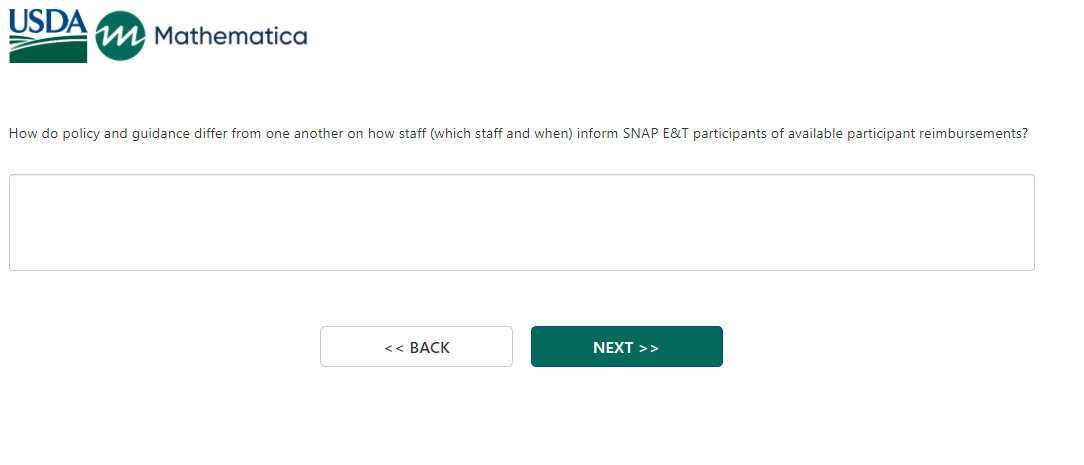 USDA
m Mathematica
How do policy and guidance differ from one another on how staff (which staff and when) inform SNAP E&T participants of available participant reimbursements?
<< BACK
NEXT >>